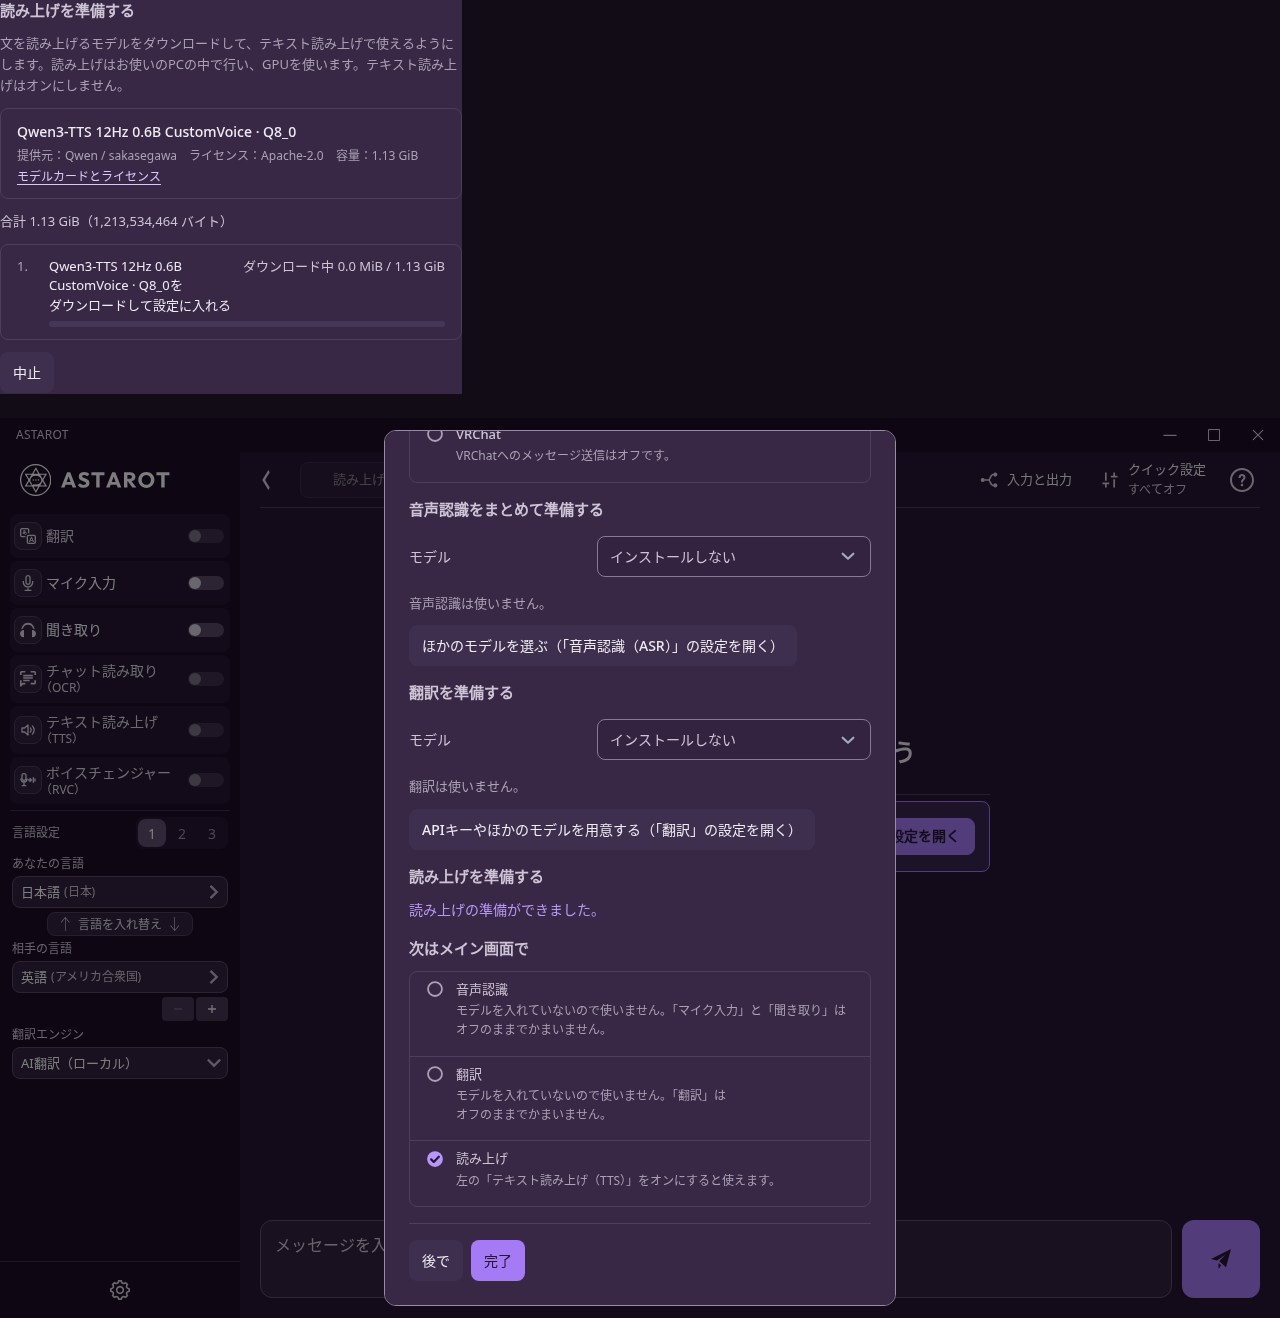 読み上げを準備する
文を読み上げるモデルをダウンロードして、テキスト読み上げで使えるように
します。読み上げはお使いのPCの中で行い、GPUを使います。テキスト読み上
げはオンにしません。
Qwen3-TTS 12Hz 0.6B CustomVoice · Q8_0
提供元：Qwen / sakasegawa ライセンス：Apache-2.0 容量：1.13 GiB
モデルカードとライセンス
合計 1.13 GiB（1,213,534,464 バイト）
1. Qwen3-TTS 12Hz 0.6B
CustomVoice · Q8_0を
ダウンロードして設定に入れる
ダウンロード中 0.0 MiB / 1.13 GiB
中止
ASTAROT
ASTAROT
翻訳
マイク入力
聞き取り
チャット読み取り
（OCR）
テキスト読み上げ
（TTS）
ボイスチェンジャー
（RVC）
言語設定
1 2 3
あなたの言語
日本語 (日本)
↑ 言語を入れ替え ↓
相手の言語
英語 (アメリカ合衆国)
− +
翻訳エンジン
AI翻訳（ローカル）
読み上げ
入力と出力
クイック設定
すべてオフ
?
う
設定を開く
メッセージを入
VRChat
VRChatへのメッセージ送信はオフです。
音声認識をまとめて準備する
モデル
インストールしない
音声認識は使いません。
ほかのモデルを選ぶ（「音声認識（ASR）」の設定を開く）
翻訳を準備する
モデル
インストールしない
翻訳は使いません。
APIキーやほかのモデルを用意する（「翻訳」の設定を開く）
読み上げを準備する
読み上げの準備ができました。
次はメイン画面で
音声認識
モデルを入れていないので使いません。「マイク入力」と「聞き取り」は
オフのままでかまいません。
翻訳
モデルを入れていないので使いません。「翻訳」は
オフのままでかまいません。
読み上げ
左の「テキスト読み上げ（TTS）」をオンにすると使えます。
後で
完了